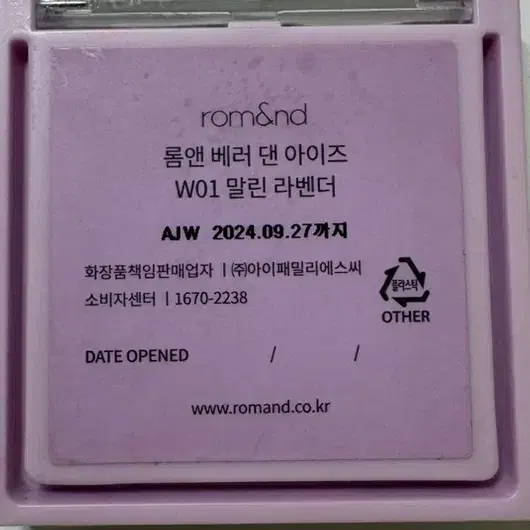 rom&nd
롬앤 베러 댄 아이즈
W01 말린 라벤더
AJW 2024.09.27까지
화장품책임판매업자 ㅣ㈜아이패밀리에스씨
소비자센터 ㅣ1670-2238
플라스틱
OTHER
DATE OPENED / /
www.romand.co.kr